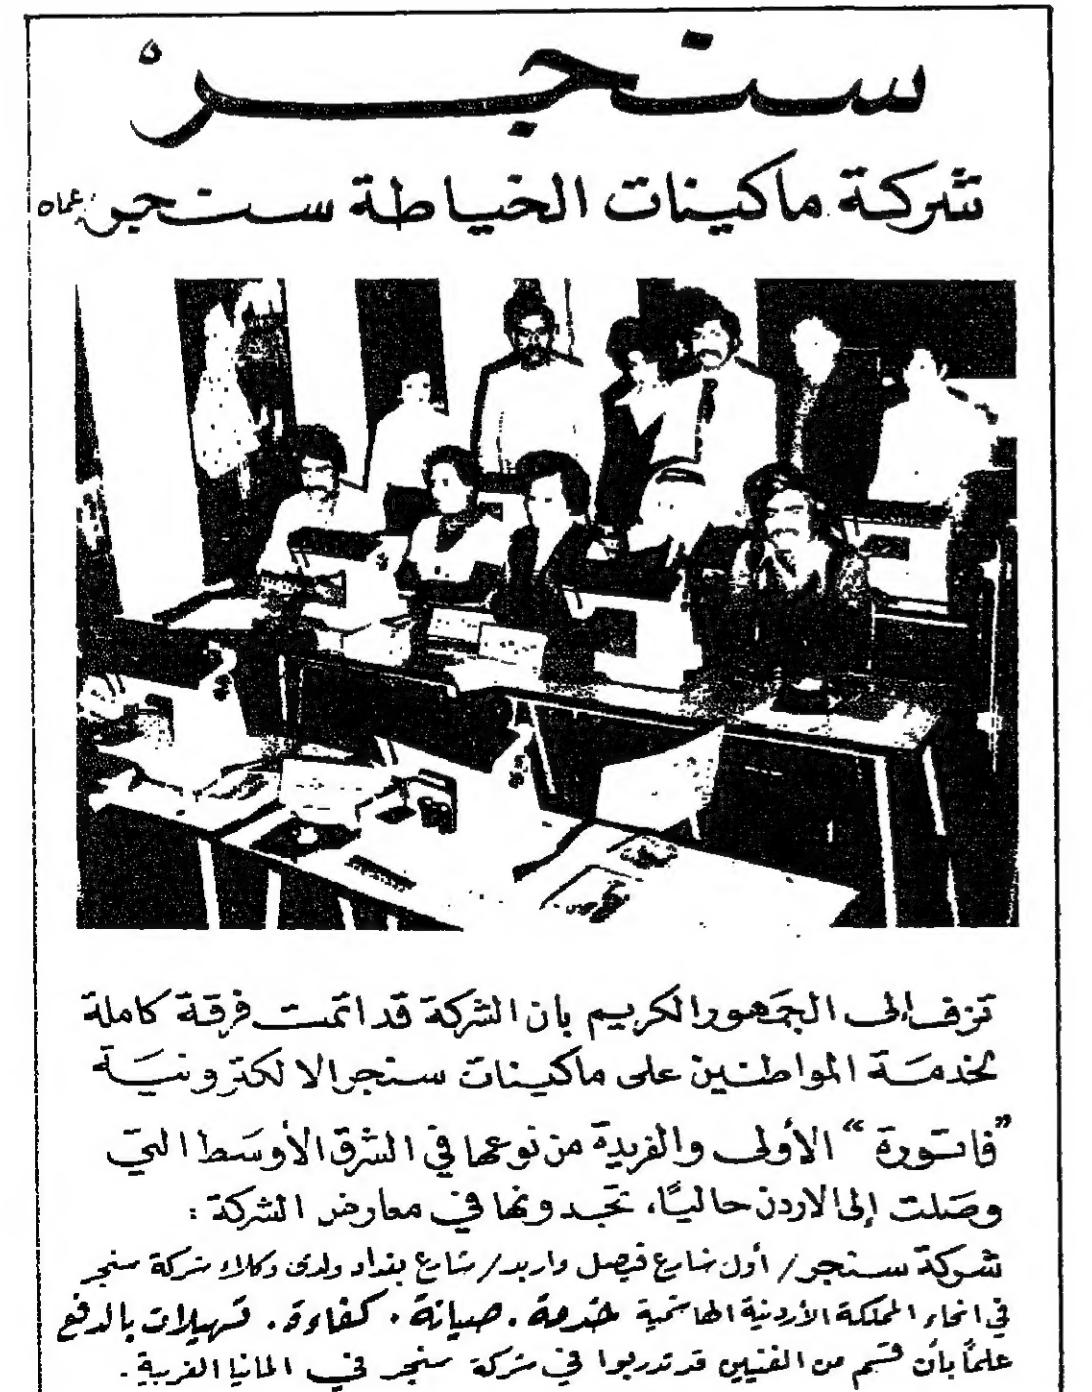 سنجر
شركة ماكينات الخياطة سنجر عمان
تزف إلى الجمهور الكريم بان الشركة قد اتمت فرقة كاملة
لخدمة المواطنين على ماكينات سنجر الالكترونية
"فاتورة" الأولى والفريدة من نوعها في الشرق الأوسط التي
وصلت إلى الاردن حاليًا، تجدونها في معارض الشركة :
شركة سنجر / أول شارع فيصل واربد / شارع بغداد ولدى وكلاء شركة سنجر
في انحاء المملكة الأردنية الهاشمية خدمة . صيانة . كفاءة . تسهيلات بالدفع
علمًا بأن قسم من الفنيين قد تدربوا في شركة سنجر في المانيا الغربية .